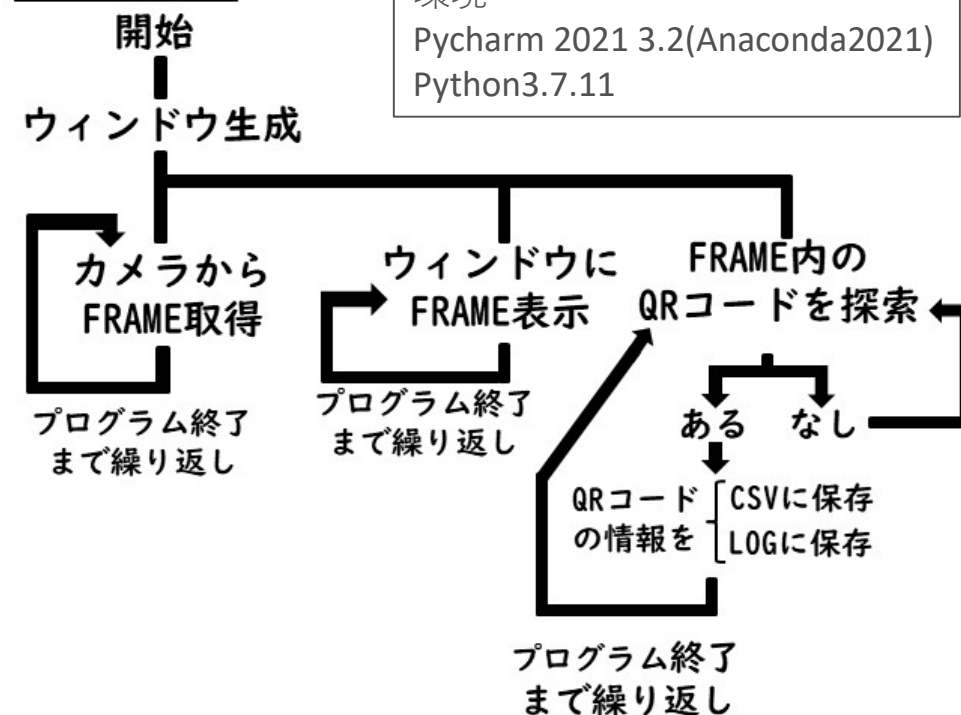 開始
環境
Pycharm 2021 3.2(Anaconda2021)
Python3.7.11
ウィンドウ生成
カメラから
FRAME取得
プログラム終了
まで繰り返し
ウィンドウに
FRAME表示
プログラム終了
まで繰り返し
FRAME内の
QRコードを探索
ある なし
QRコード
の情報を
CSVに保存
LOGに保存
プログラム終了
まで繰り返し